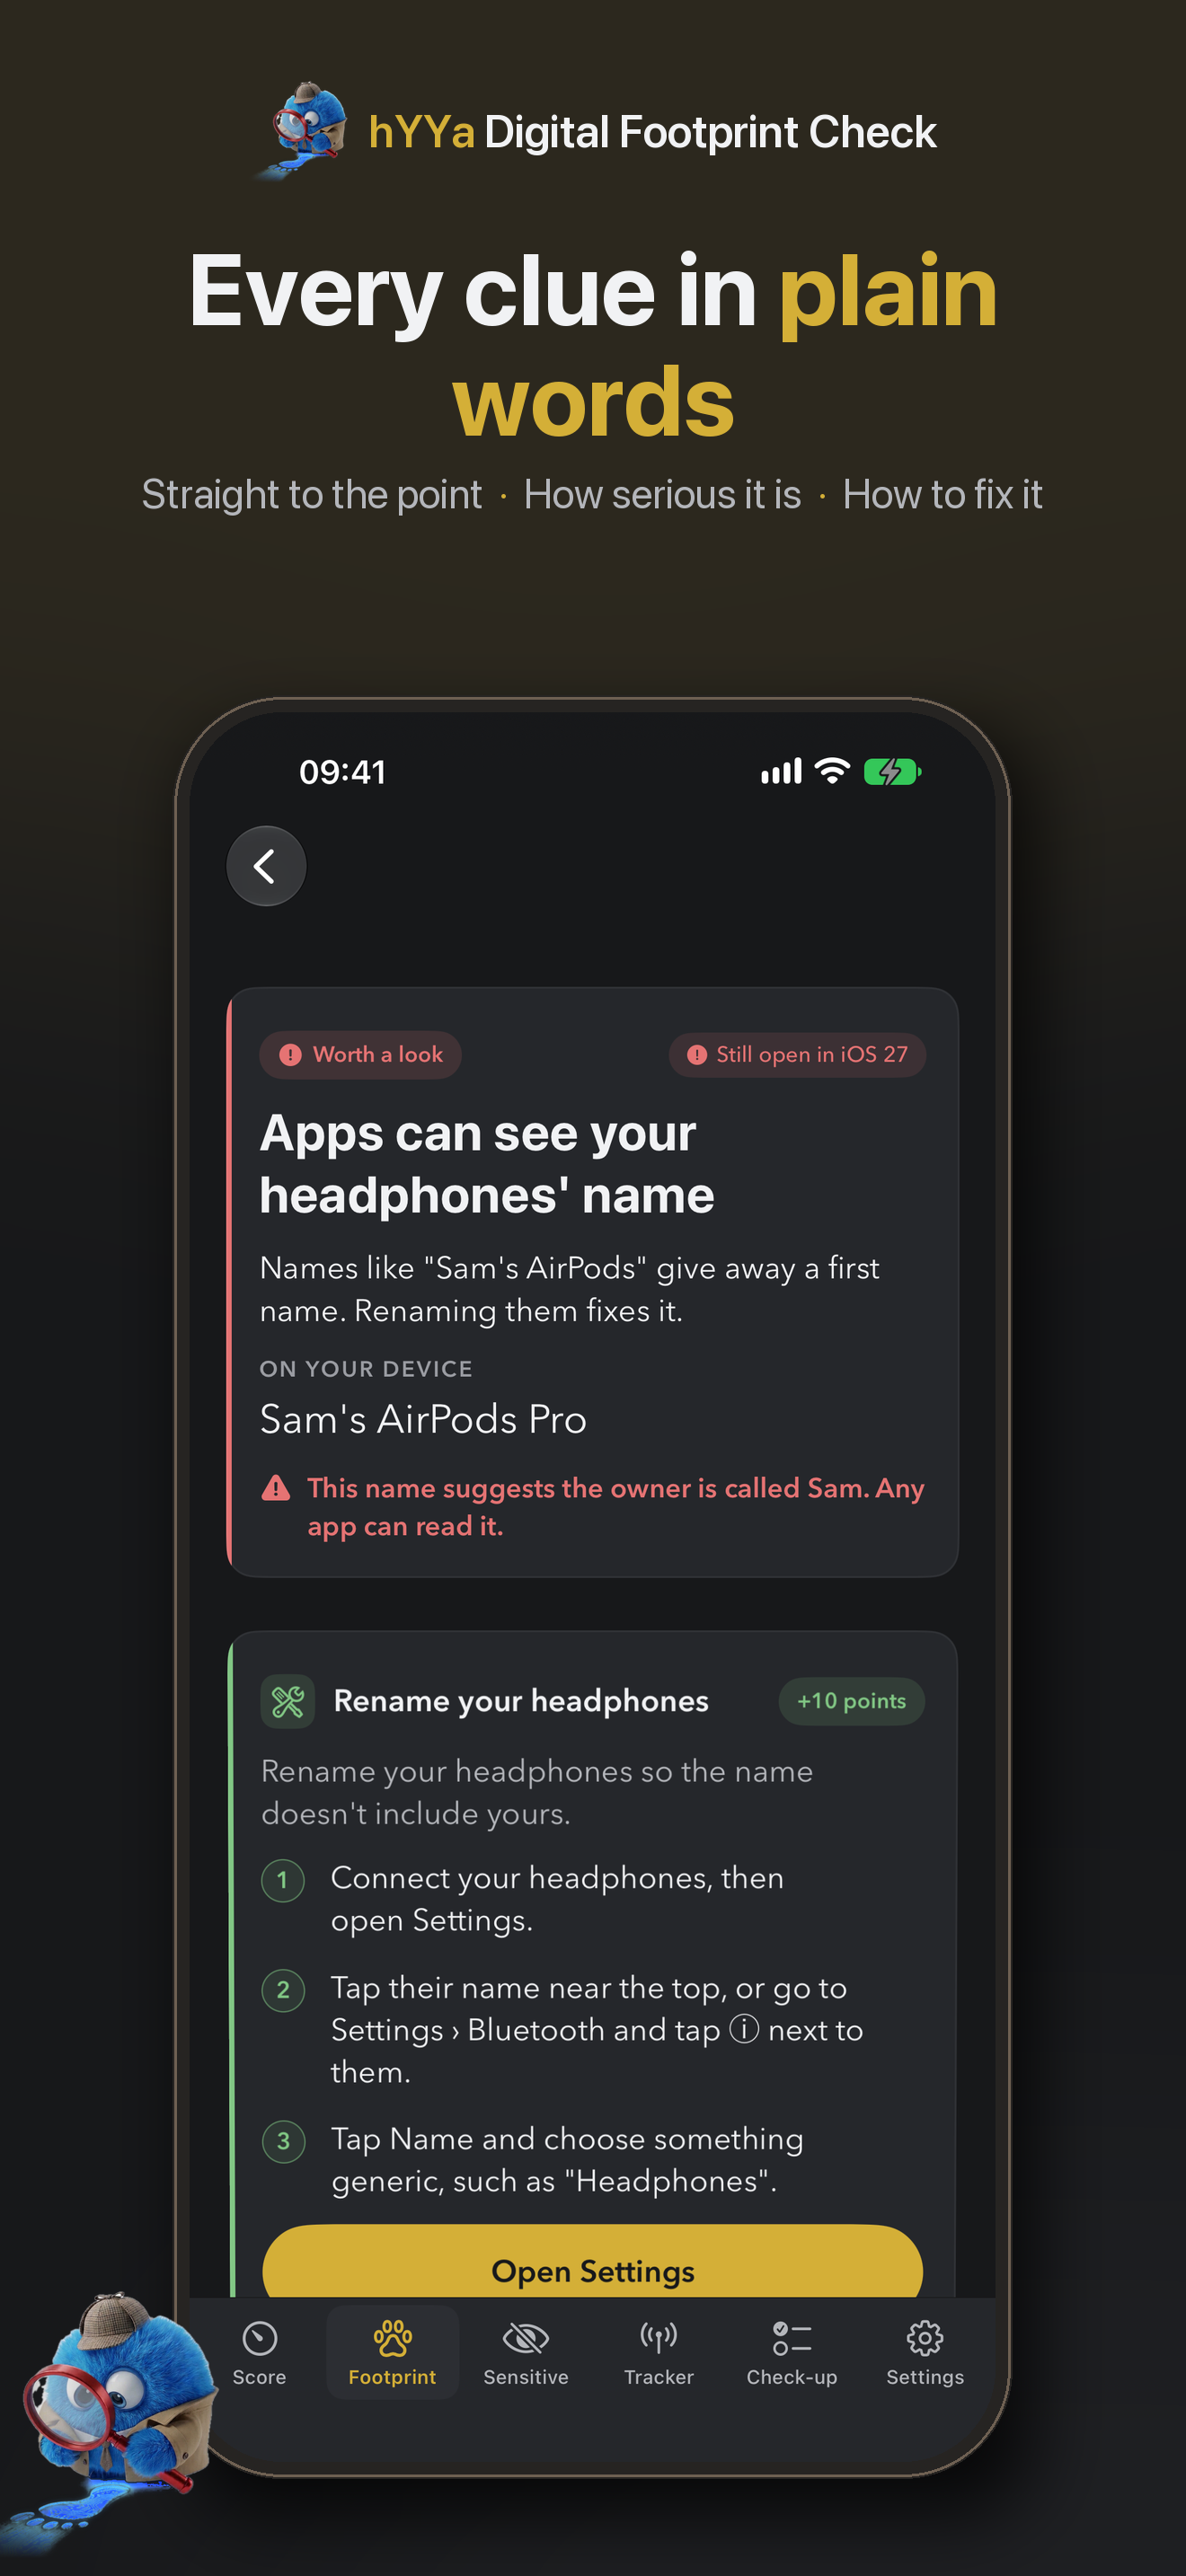 hYYa Digital Footprint Check
Every clue in plain
words
Straight to the point · How serious it is · How to fix it
09:41
Worth a look
Still open in iOS 27
Apps can see your
headphones' name
Names like "Sam's AirPods" give away a first
name. Renaming them fixes it.
ON YOUR DEVICE
Sam's AirPods Pro
This name suggests the owner is called Sam. Any
app can read it.
Rename your headphones
+10 points
Rename your headphones so the name
doesn't include yours.
1 Connect your headphones, then
open Settings.
2 Tap their name near the top, or go to
Settings › Bluetooth and tap ⓘ next to
them.
3 Tap Name and choose something
generic, such as "Headphones".
Open Settings
Score Footprint Sensitive Tracker Check-up Settings